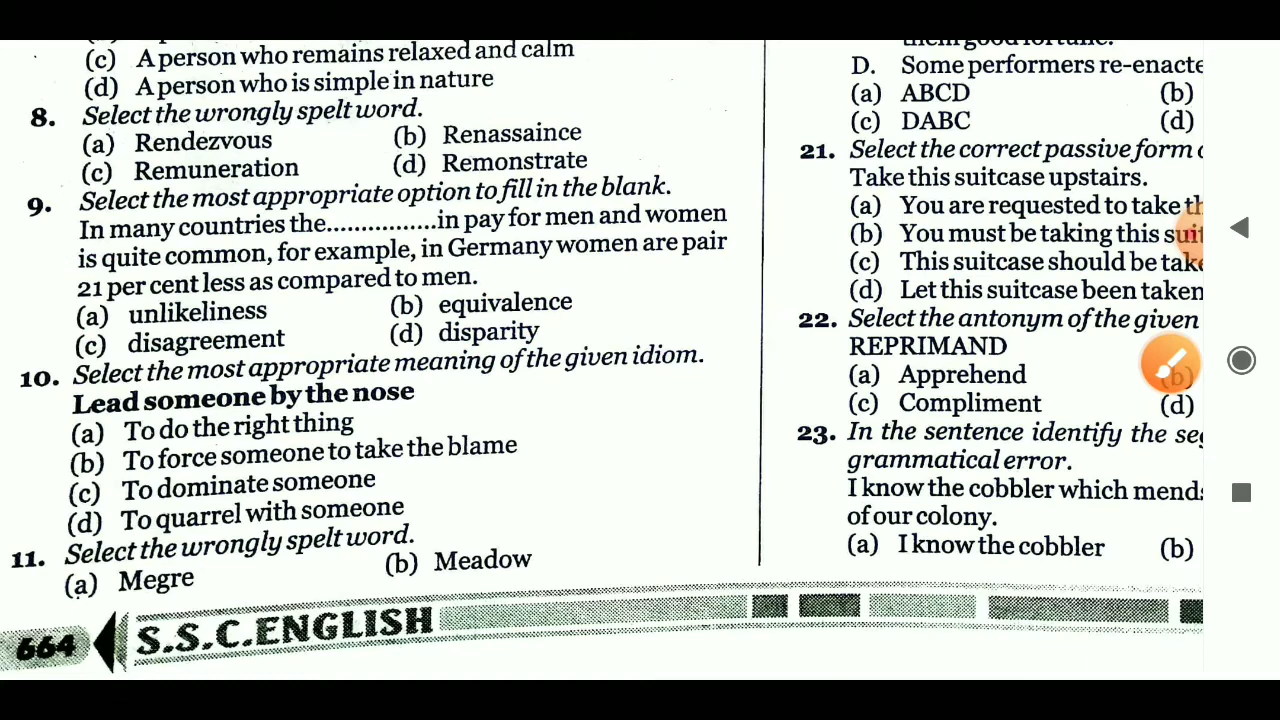 (c) A person who remains relaxed and calm
(d) A person who is simple in nature
8. Select the wrongly spelt word.
(a) Rendezvous (b) Renassaince
(c) Remuneration (d) Remonstrate
9. Select the most appropriate option to fill in the blank.
In many countries the................in pay for men and women
is quite common, for example, in Germany women are pair
21 per cent less as compared to men.
(a) unlikeliness (b) equivalence
(c) disagreement (d) disparity
10. Select the most appropriate meaning of the given idiom.
Lead someone by the nose
(a) To do the right thing
(b) To force someone to take the blame
(c) To dominate someone
(d) To quarrel with someone
11. Select the wrongly spelt word.
(a) Megre (b) Meadow
664 S.S.C.ENGLISH
them good fortune.
D. Some performers re-enacte
(a) ABCD (b)
(c) DABC (d)
21. Select the correct passive form
Take this suitcase upstairs.
(a) You are requested to take th
(b) You must be taking this suit
(c) This suitcase should be take
(d) Let this suitcase been taken
22. Select the antonym of the given
REPRIMAND
(a) Apprehend (b)
(c) Compliment (d)
23. In the sentence identify the
grammatical error.
I know the cobbler which mends
of our colony.
(a) I know the cobbler (b)